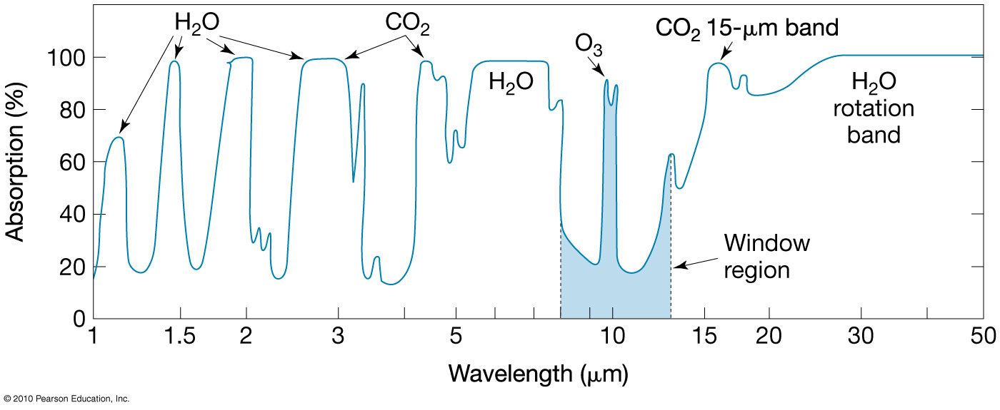 H₂O
CO₂
CO₂ 15-μm band
O₃
100
80
60
40
20
0
Absorption (%)
H₂O
H₂O
rotation
band
Window
region
1
1.5
2
3
5
10
15
20
30
50
Wavelength (μm)
© 2010 Pearson Education, Inc.